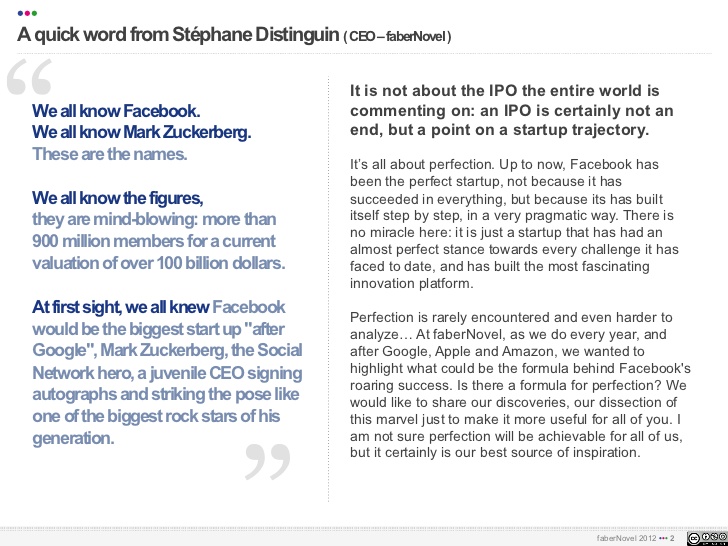 A quick word from Stéphane Distinguin ( CEO – faberNovel )
“
We all know Facebook.
We all know Mark Zuckerberg.
These are the names.
We all know the figures,
they are mind-blowing: more than
900 million members for a current
valuation of over 100 billion dollars.
At first sight, we all knew Facebook
would be the biggest start up "after
Google", Mark Zuckerberg, the Social
Network hero, a juvenile CEO signing
autographs and striking the pose like
one of the biggest rock stars of his
generation.
”
It is not about the IPO the entire world is
commenting on: an IPO is certainly not an
end, but a point on a startup trajectory.
It’s all about perfection. Up to now, Facebook has
been the perfect startup, not because it has
succeeded in everything, but because its has built
itself step by step, in a very pragmatic way. There is
no miracle here: it is just a startup that has had an
almost perfect stance towards every challenge it has
faced to date, and has built the most fascinating
innovation platform.
Perfection is rarely encountered and even harder to
analyze… At faberNovel, as we do every year, and
after Google, Apple and Amazon, we wanted to
highlight what could be the formula behind Facebook's
roaring success. Is there a formula for perfection? We
would like to share our discoveries, our dissection of
this marvel just to make it more useful for all of you. I
am not sure perfection will be achievable for all of us,
but it certainly is our best source of inspiration.
faberNovel 2012 ••• 2
cc